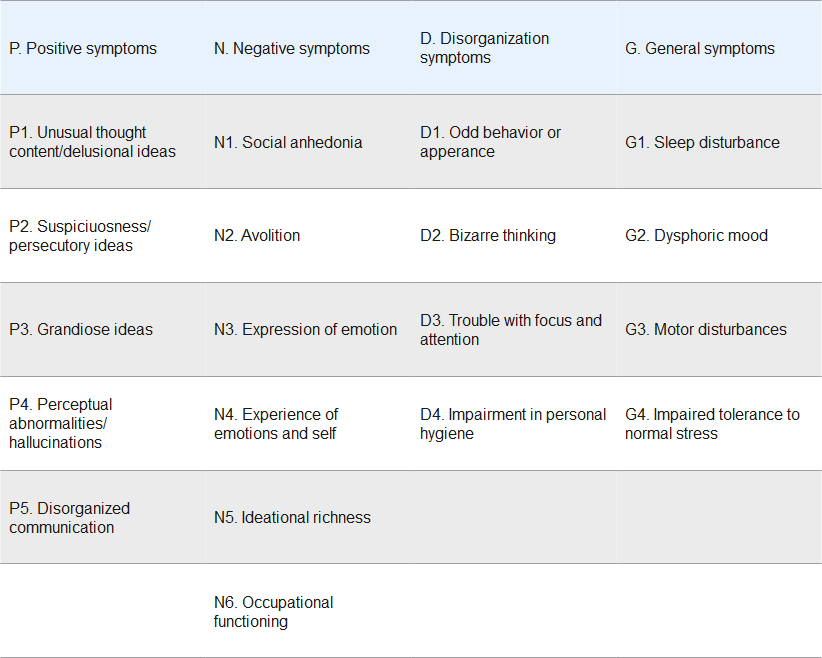 P. Positive symptoms
N. Negative symptoms
D. Disorganization
symptoms
G. General symptoms
P1. Unusual thought
content/delusional ideas
N1. Social anhedonia
D1. Odd behavior or
apperance
G1. Sleep disturbance
P2. Suspiciuosness/
persecutory ideas
N2. Avolition
D2. Bizarre thinking
G2. Dysphoric mood
P3. Grandiose ideas
N3. Expression of emotion
D3. Trouble with focus and
attention
G3. Motor disturbances
P4. Perceptual
abnormalities/
hallucinations
N4. Experience of
emotions and self
D4. Impairment in personal
hygiene
G4. Impaired tolerance to
normal stress
P5. Disorganized
communication
N5. Ideational richness
N6. Occupational
functioning